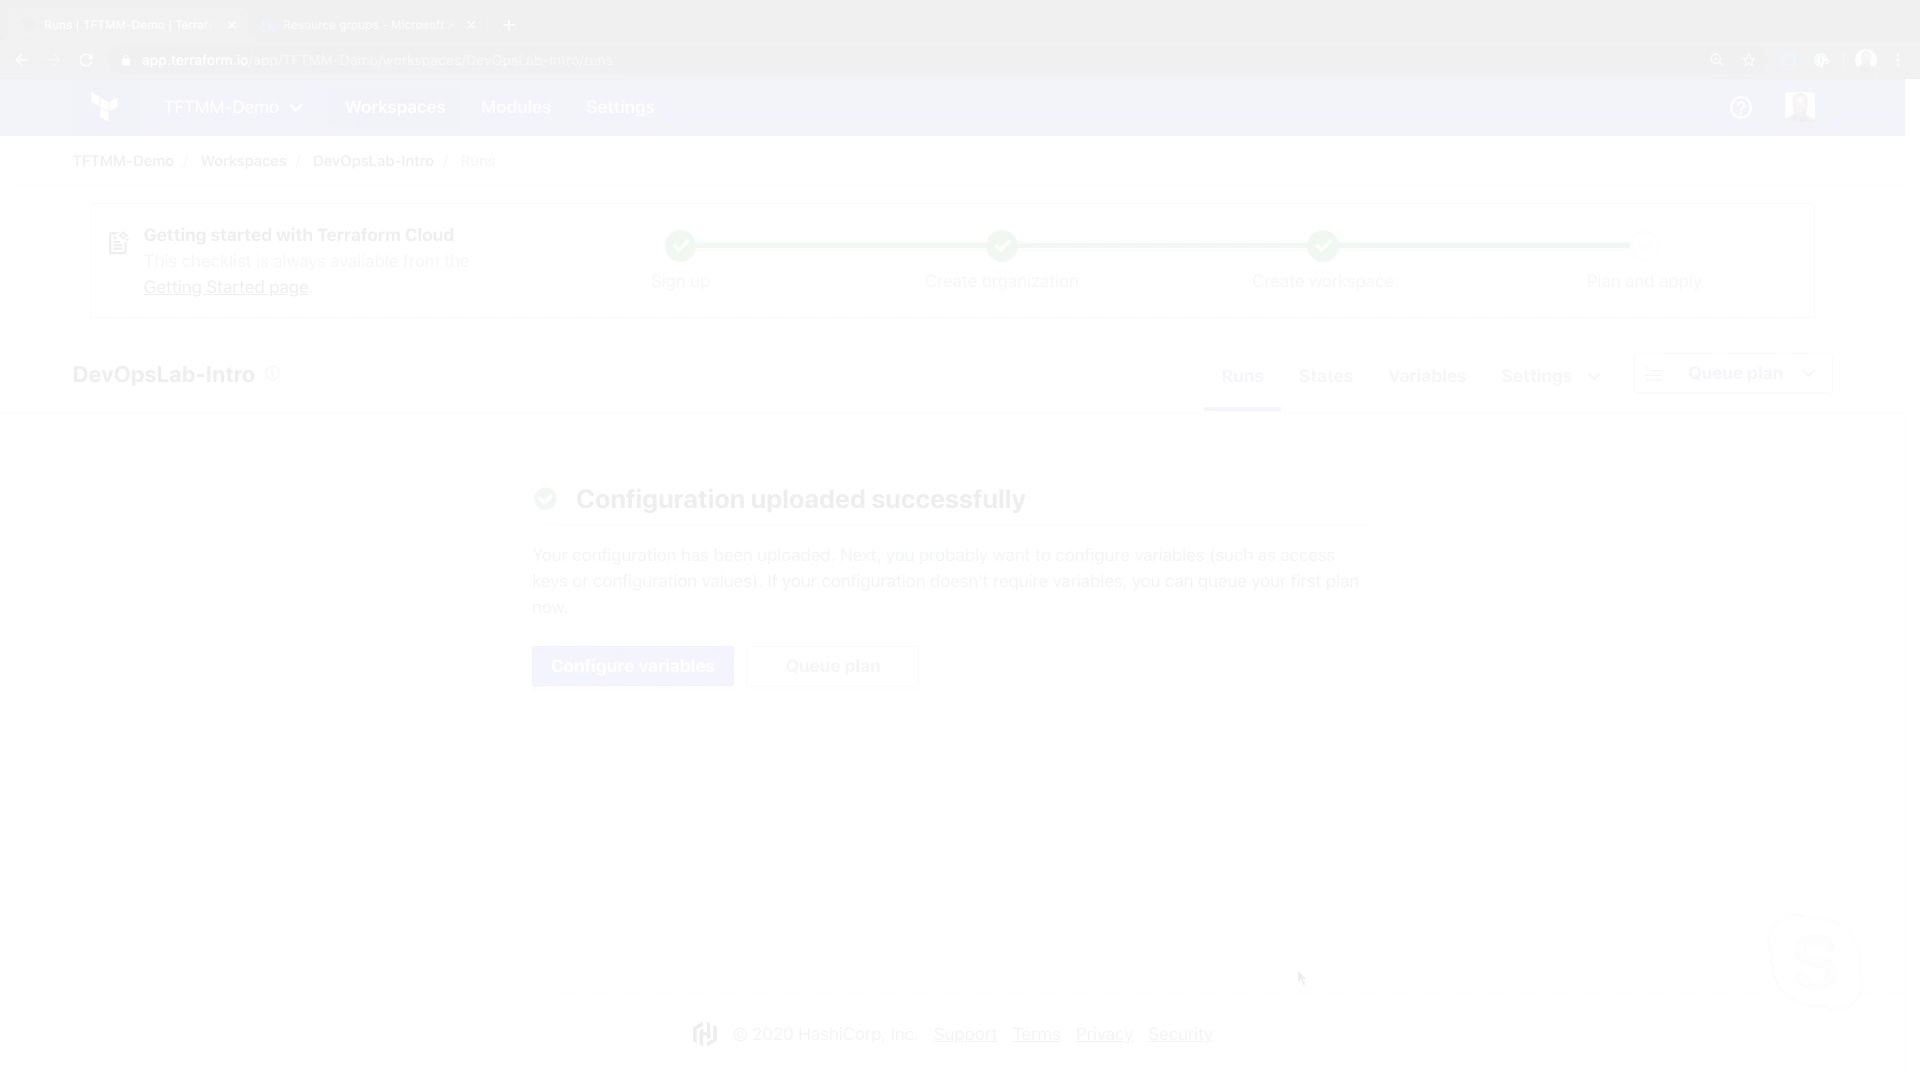 Runs | TFTMM-Demo | Terraf
Resource groups - Microsoft
app.terraform.io/app/TFTMM-Demo/workspaces/DevOpsLab-Intro/runs
TFTMM-Demo Workspaces Modules Settings
TFTMM-Demo / Workspaces / DevOpsLab-Intro / Runs
Getting started with Terraform Cloud
This checklist is always available from the
Getting Started page.
Sign up
Create organization
Create workspace
Plan and apply
DevOpsLab-Intro
Runs States Variables Settings Queue plan
Configuration uploaded successfully
Your configuration has been uploaded. Next, you probably want to configure variables (such as access
keys or configuration values). If your configuration doesn't require variables, you can queue your first plan
now.
Configure variables Queue plan
S
© 2020 HashiCorp, Inc. Support Terms Privacy Security